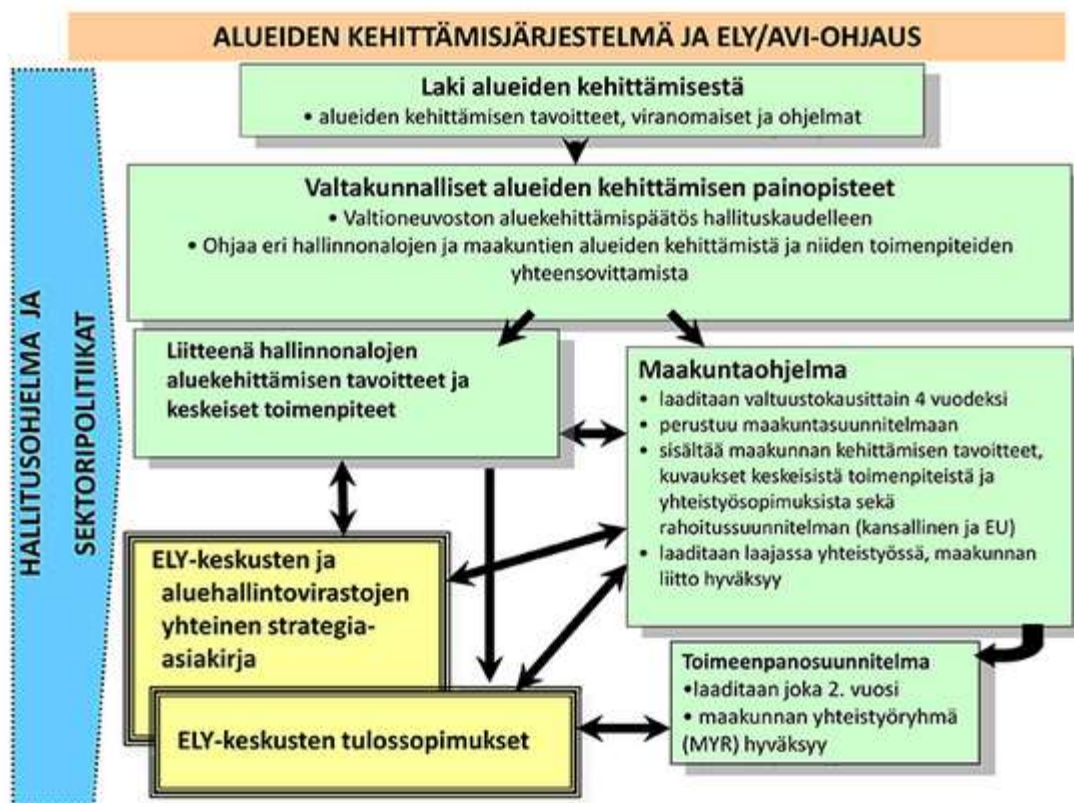 ALUEIDEN KEHITTÄMISJÄRJESTELMÄ JA ELY/AVI-OHJAUS
HALLITUSOHJELMA JA
SEKTORIPOLITIIKAT
Laki alueiden kehittämisestä
• alueiden kehittämisen tavoitteet, viranomaiset ja ohjelmat
Valtakunnalliset alueiden kehittämisen painopisteet
• Valtioneuvoston aluekehittämispäätös hallituskaudelleen
• Ohjaa eri hallinnonalojen ja maakuntien alueiden kehittämistä ja niiden toimenpiteiden
yhteensovittamista
Liitteenä hallinnonalojen
aluekehittämisen tavoitteet ja
keskeiset toimenpiteet
Maakuntaohjelma
• laaditaan valtuustokausittain 4 vuodeksi
• perustuu maakuntasuunnitelmaan
• sisältää maakunnan kehittämisen tavoitteet,
kuvaukset keskeisistä toimenpiteistä ja
yhteistyösopimuksista sekä
rahoitussuunnitelman (kansallinen ja EU)
• laaditaan laajassa yhteistyössä, maakunnan
liitto hyväksyy
ELY-keskusten ja
aluehallintovirastojen
yhteinen strategia-
asiakirja
ELY-keskusten tulossopimukset
Toimeenpanosuunnitelma
•laaditaan joka 2. vuosi
• maakunnan yhteistyöryhmä
(MYR) hyväksyy